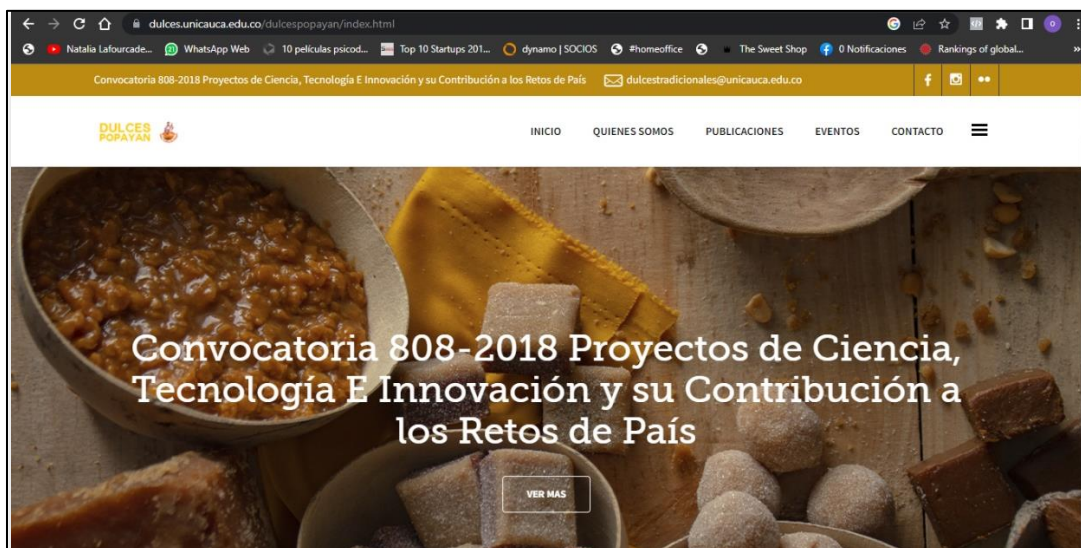 dulces.unicauca.edu.co/dulcespopayan/index.html
Natalia Lafourcade... WhatsApp Web 10 películas psicod... Top 10 Startups 201... dynamo | SOCIOS #homeoffice The Sweet Shop 0 Notificaciones Rankings of global... »
Convocatoria 808-2018 Proyectos de Ciencia, Tecnología E Innovación y su Contribución a los Retos de País dulcestradicionales@unicauca.edu.co
DULCES
POPAYAN
INICIO QUIENES SOMOS PUBLICACIONES EVENTOS CONTACTO
Convocatoria 808-2018 Proyectos de Ciencia,
Tecnología E Innovación y su Contribución a
los Retos de País
VER MAS